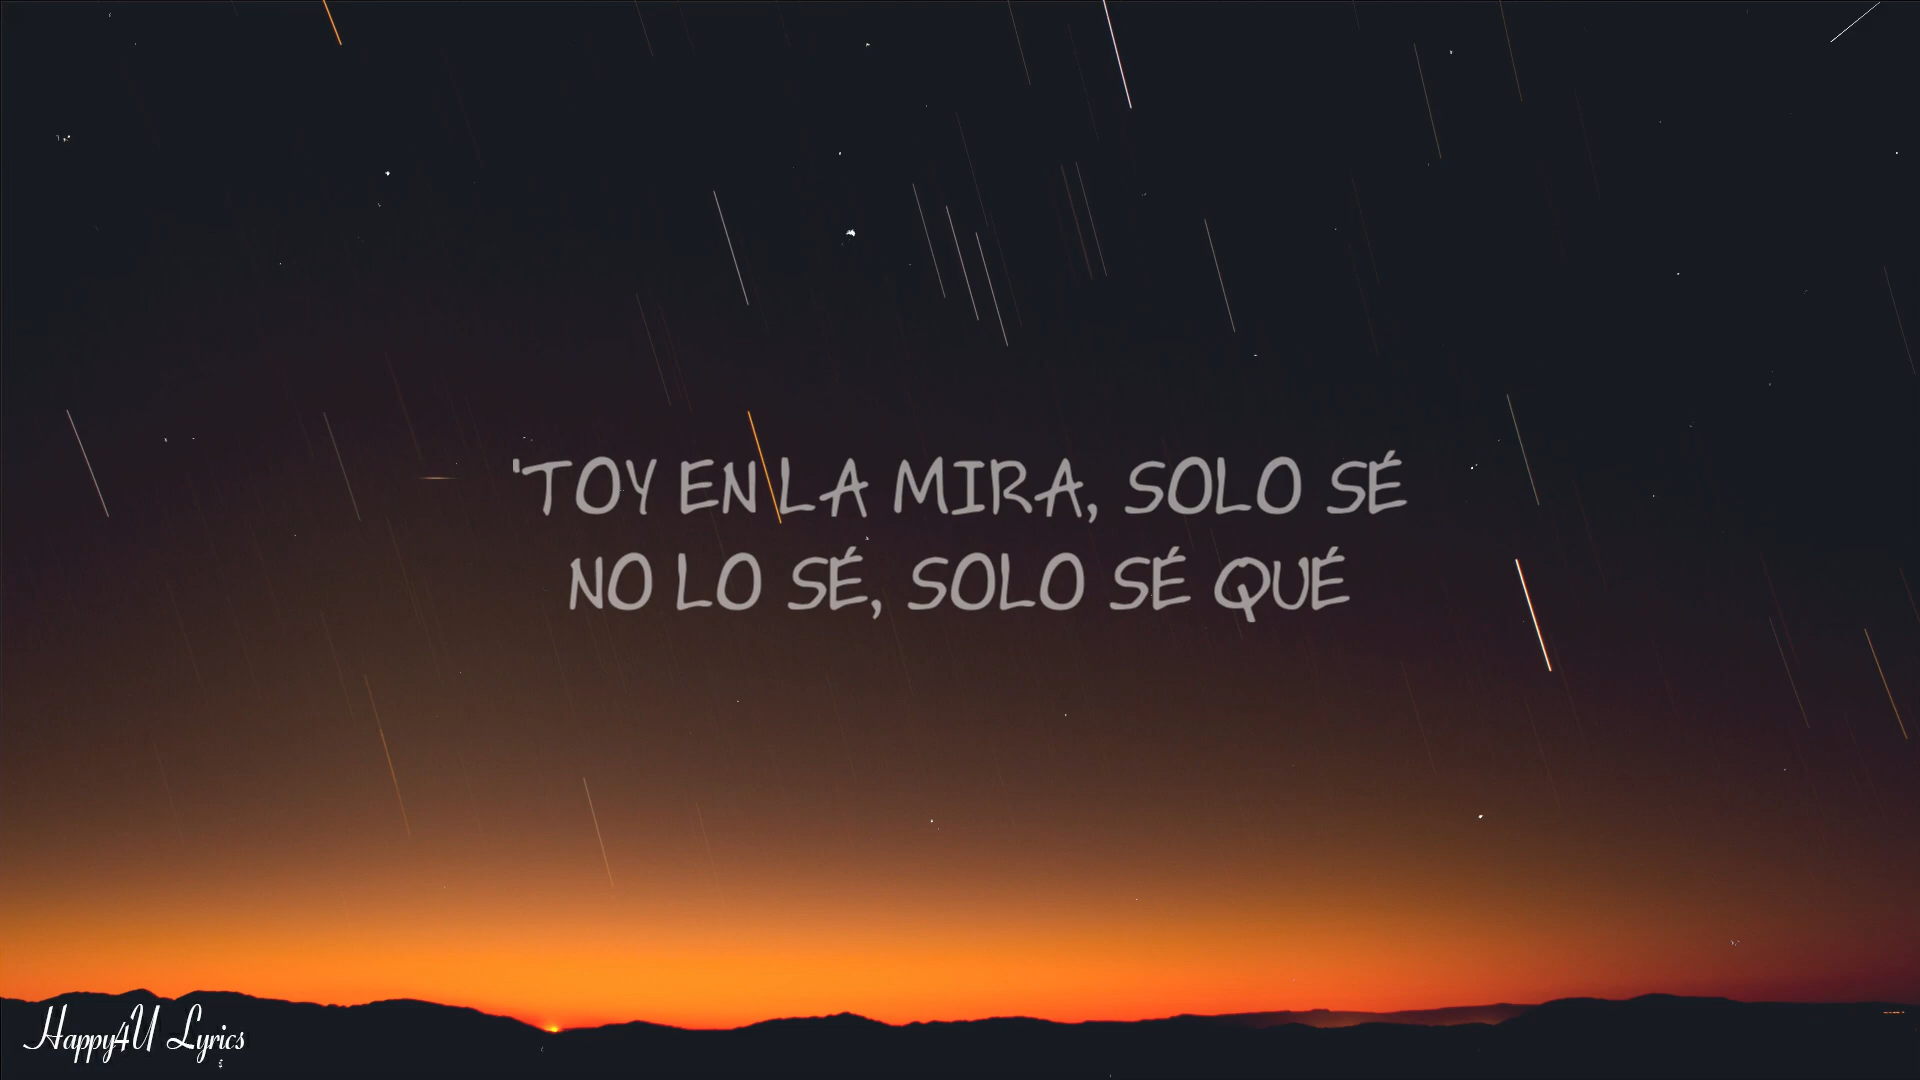 'TOY EN LA MIRA, SOLO SÉ
NO LO SÉ, SOLO SÉ QUÉ
Happy4U Lyrics